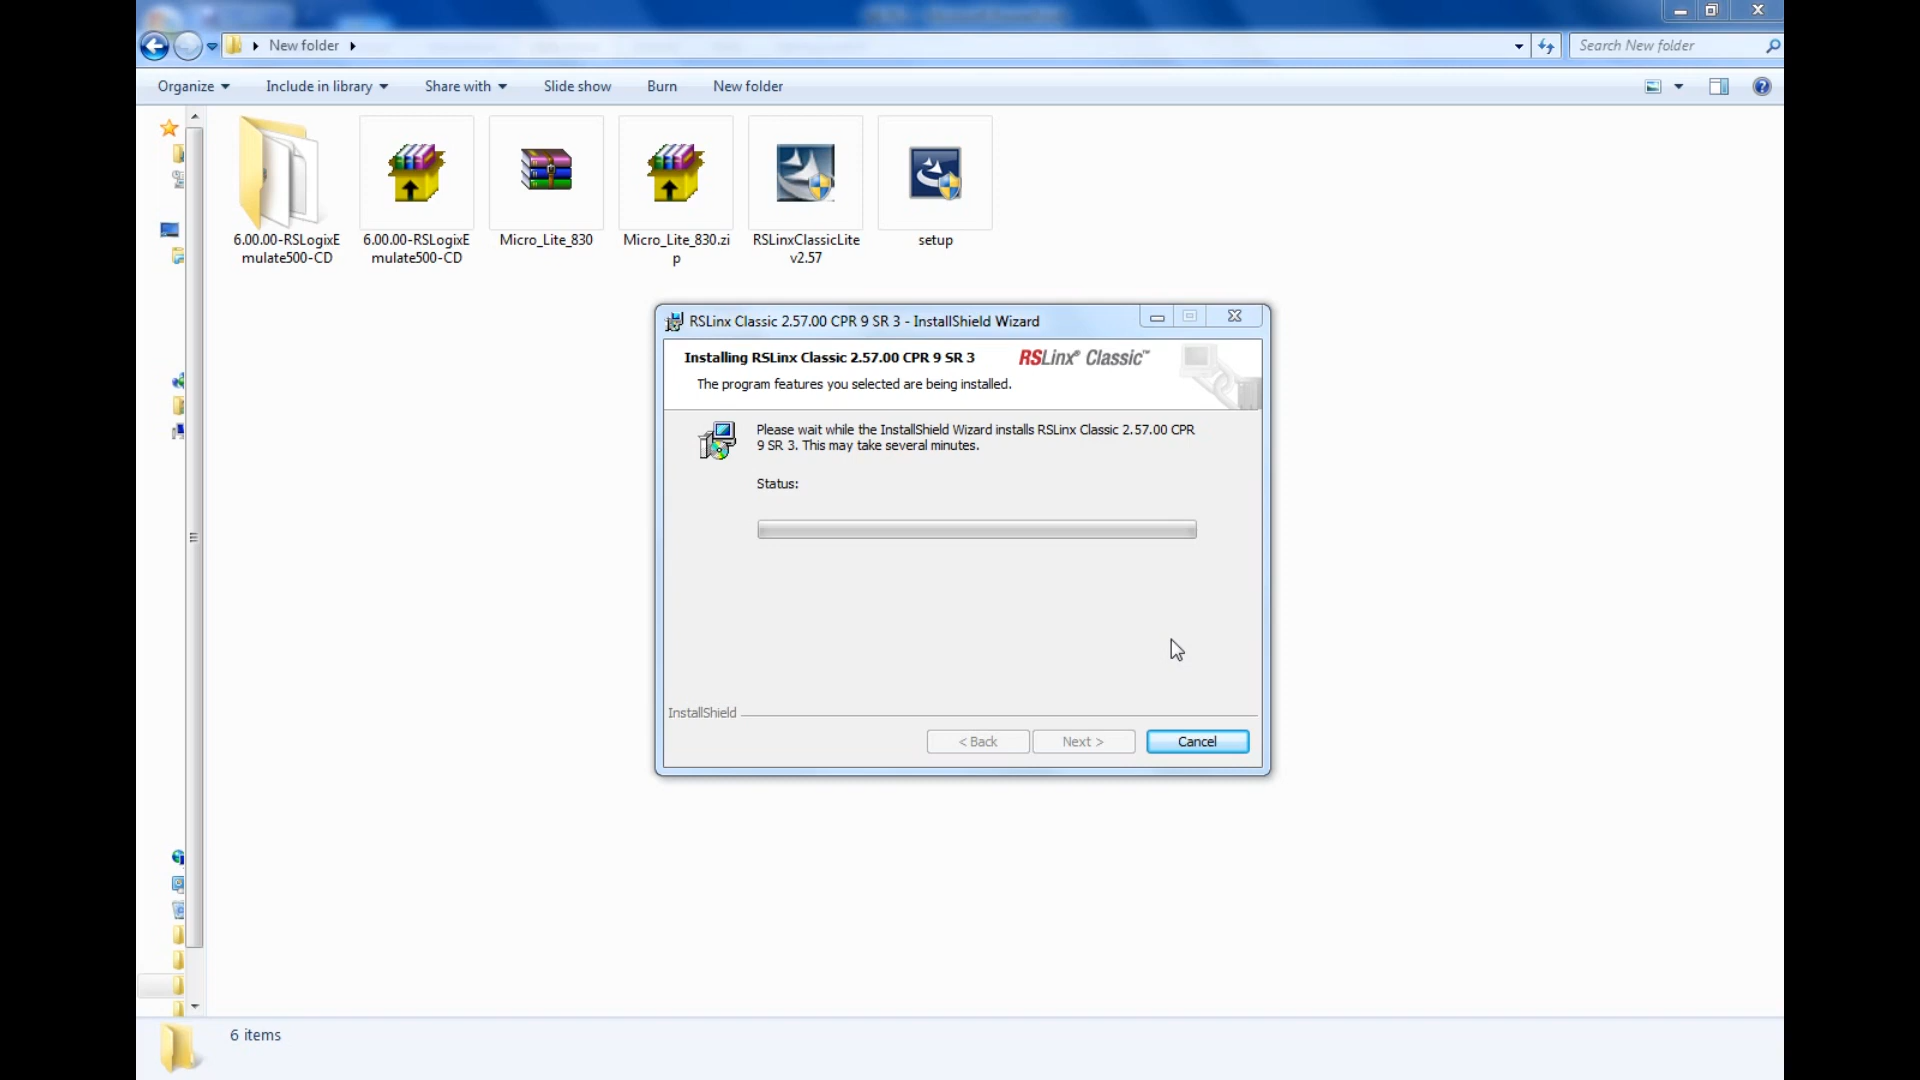 New folder
Search New folder
Organize
Include in library
Share with
Slide show
Burn
New folder
6.00.00-RSLogixE
mulate500-CD
6.00.00-RSLogixE
mulate500-CD
Micro_Lite_830
Micro_Lite_830.zi
p
RSLinxClassicLite
v2.57
setup
RSLinx Classic 2.57.00 CPR 9 SR 3 - InstallShield Wizard
Installing RSLinx Classic 2.57.00 CPR 9 SR 3
RSLinx® Classic™
The program features you selected are being installed.
Please wait while the InstallShield Wizard installs RSLinx Classic 2.57.00 CPR
9 SR 3. This may take several minutes.
Status:
InstallShield
< Back
Next >
Cancel
6 items